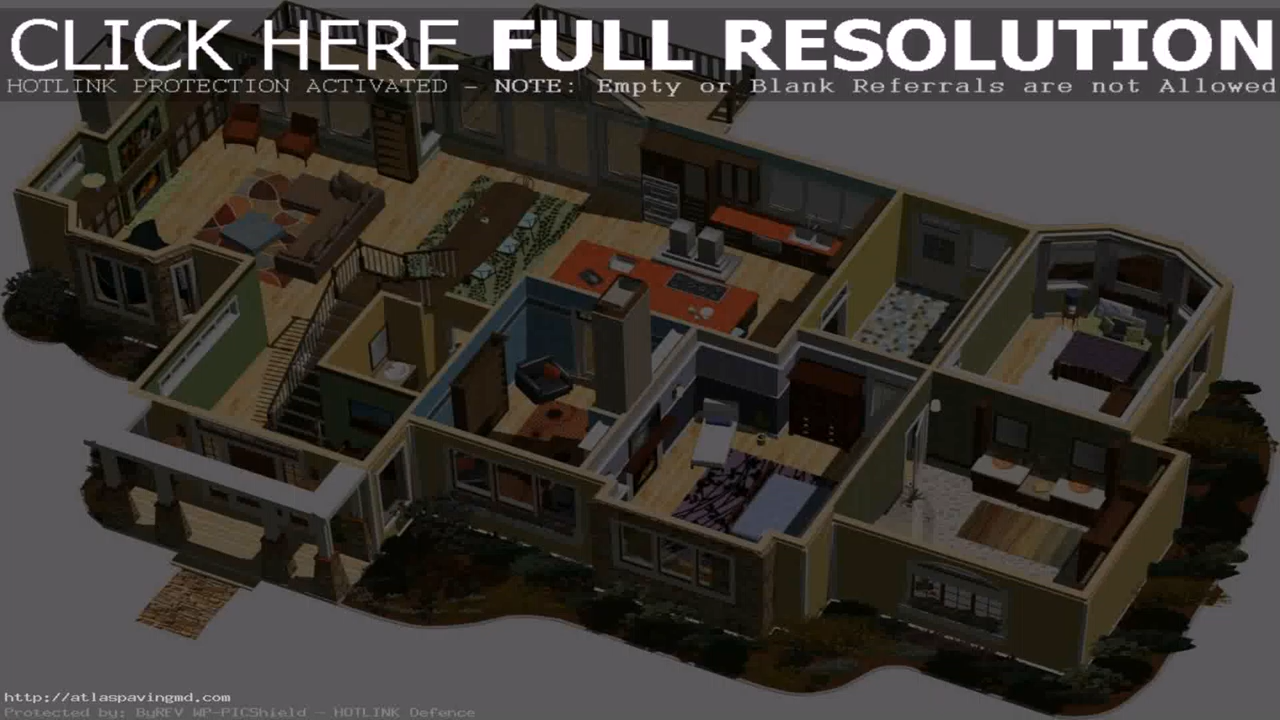 CLICK HERE FULL RESOLUTION
HOTLINK PROTECTION ACTIVATED - NOTE: Empty or Blank Referrals are not Allowed
http://atlaspavingmd.com
Protected by: ByREV WP-PICShield - HOTLINK Defence